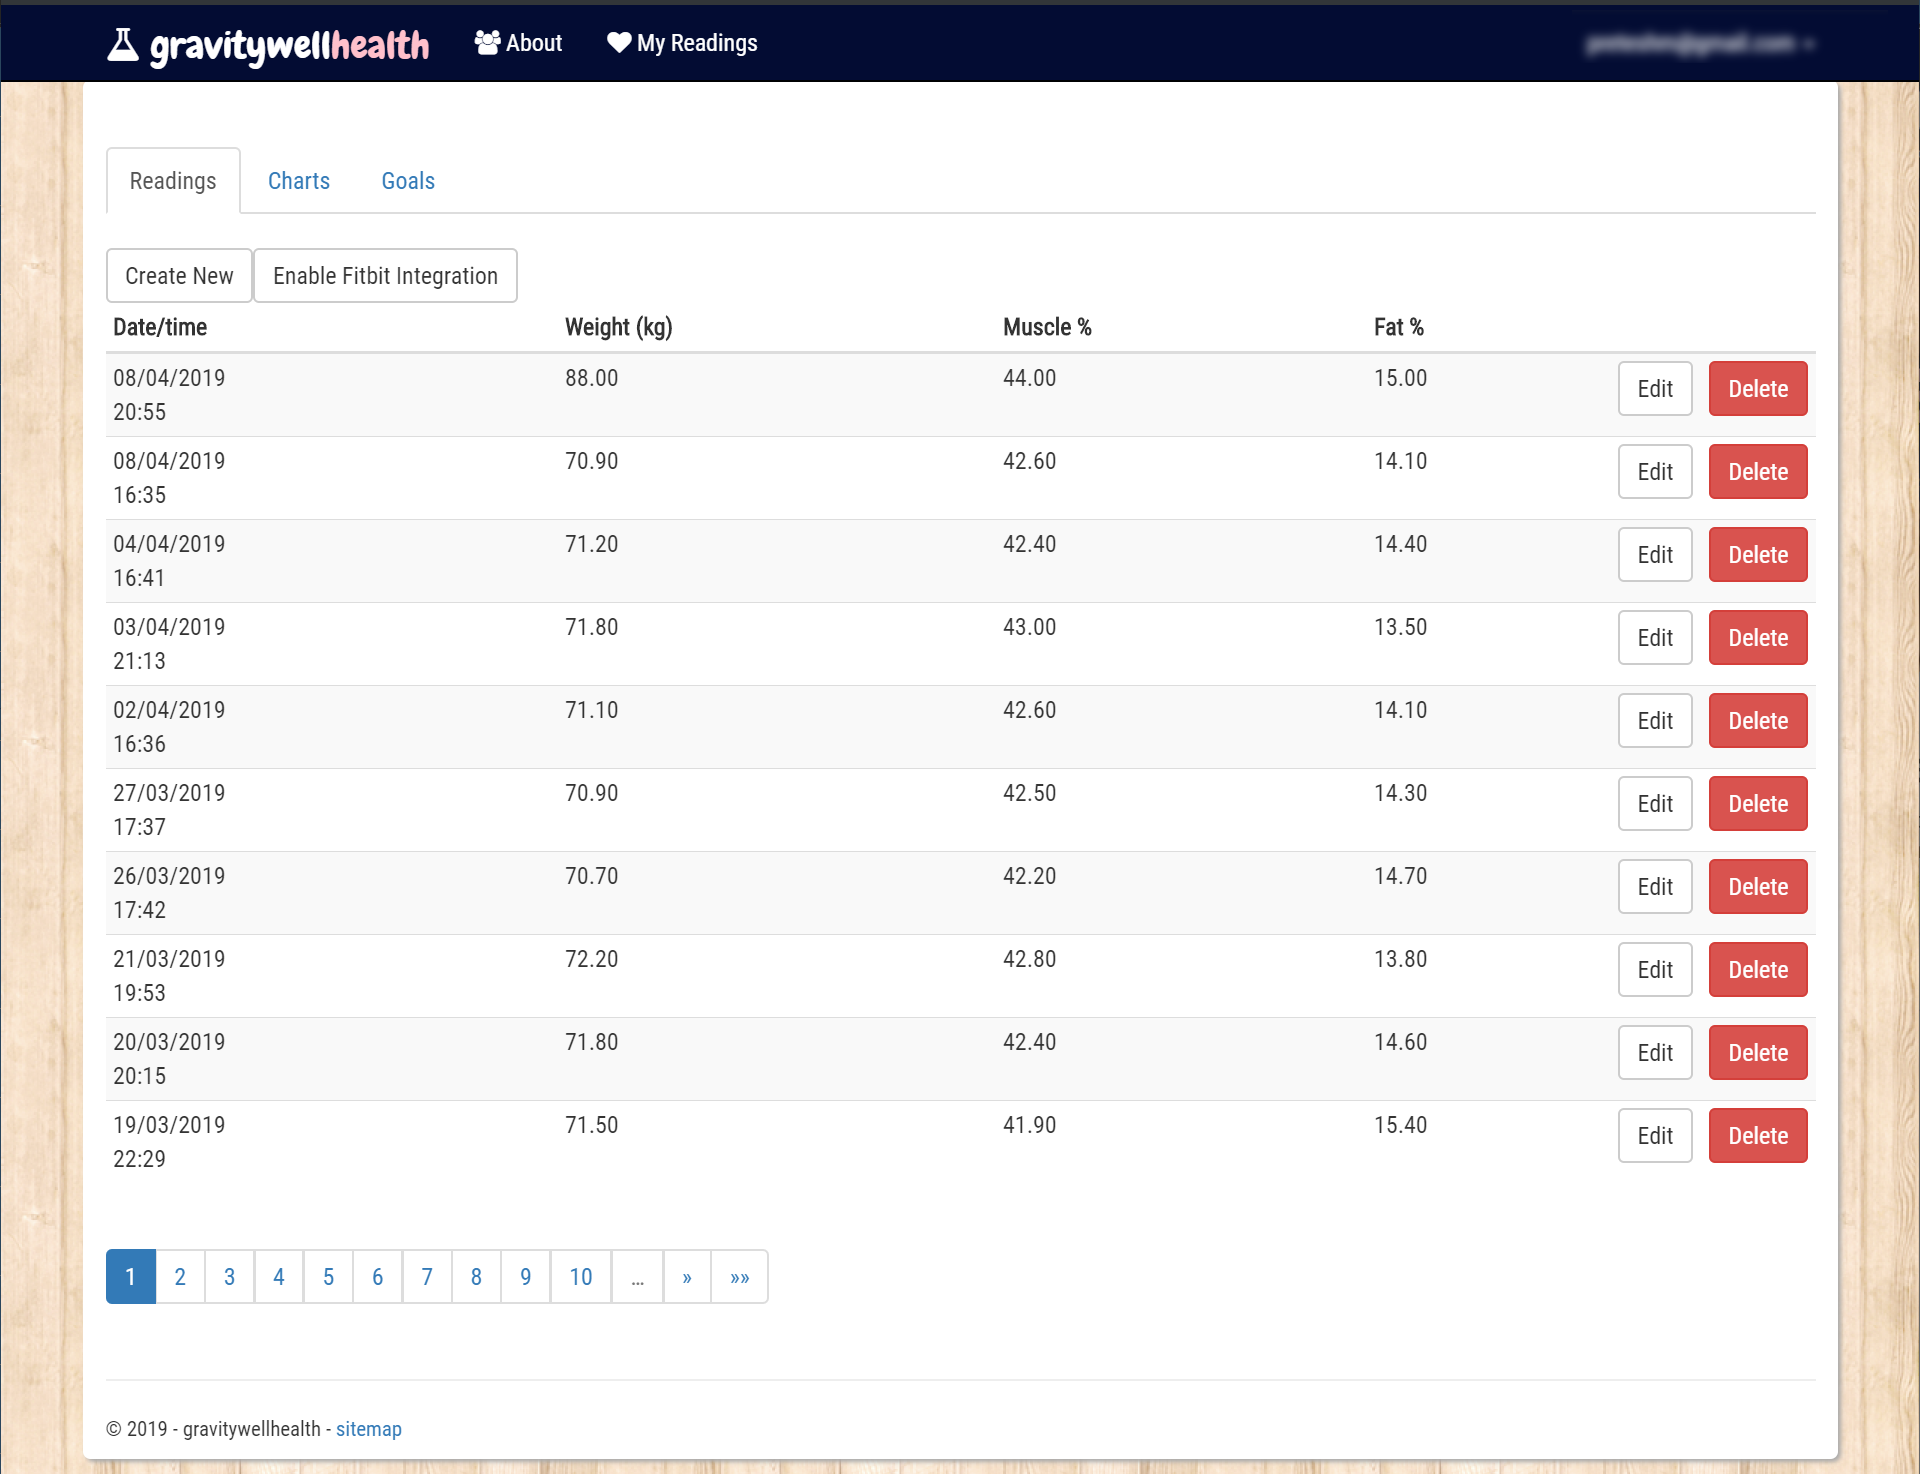 gravitywellhealth About My Readings
Readings Charts Goals
Create New Enable Fitbit Integration
Date/time Weight (kg) Muscle % Fat %
08/04/2019 88.00 44.00 15.00 Edit Delete
20:55
08/04/2019 70.90 42.60 14.10 Edit Delete
16:35
04/04/2019 71.20 42.40 14.40 Edit Delete
16:41
03/04/2019 71.80 43.00 13.50 Edit Delete
21:13
02/04/2019 71.10 42.60 14.10 Edit Delete
16:36
27/03/2019 70.90 42.50 14.30 Edit Delete
17:37
26/03/2019 70.70 42.20 14.70 Edit Delete
17:42
21/03/2019 72.20 42.80 13.80 Edit Delete
19:53
20/03/2019 71.80 42.40 14.60 Edit Delete
20:15
19/03/2019 71.50 41.90 15.40 Edit Delete
22:29
1 2 3 4 5 6 7 8 9 10 ... » »»
© 2019 - gravitywellhealth - sitemap